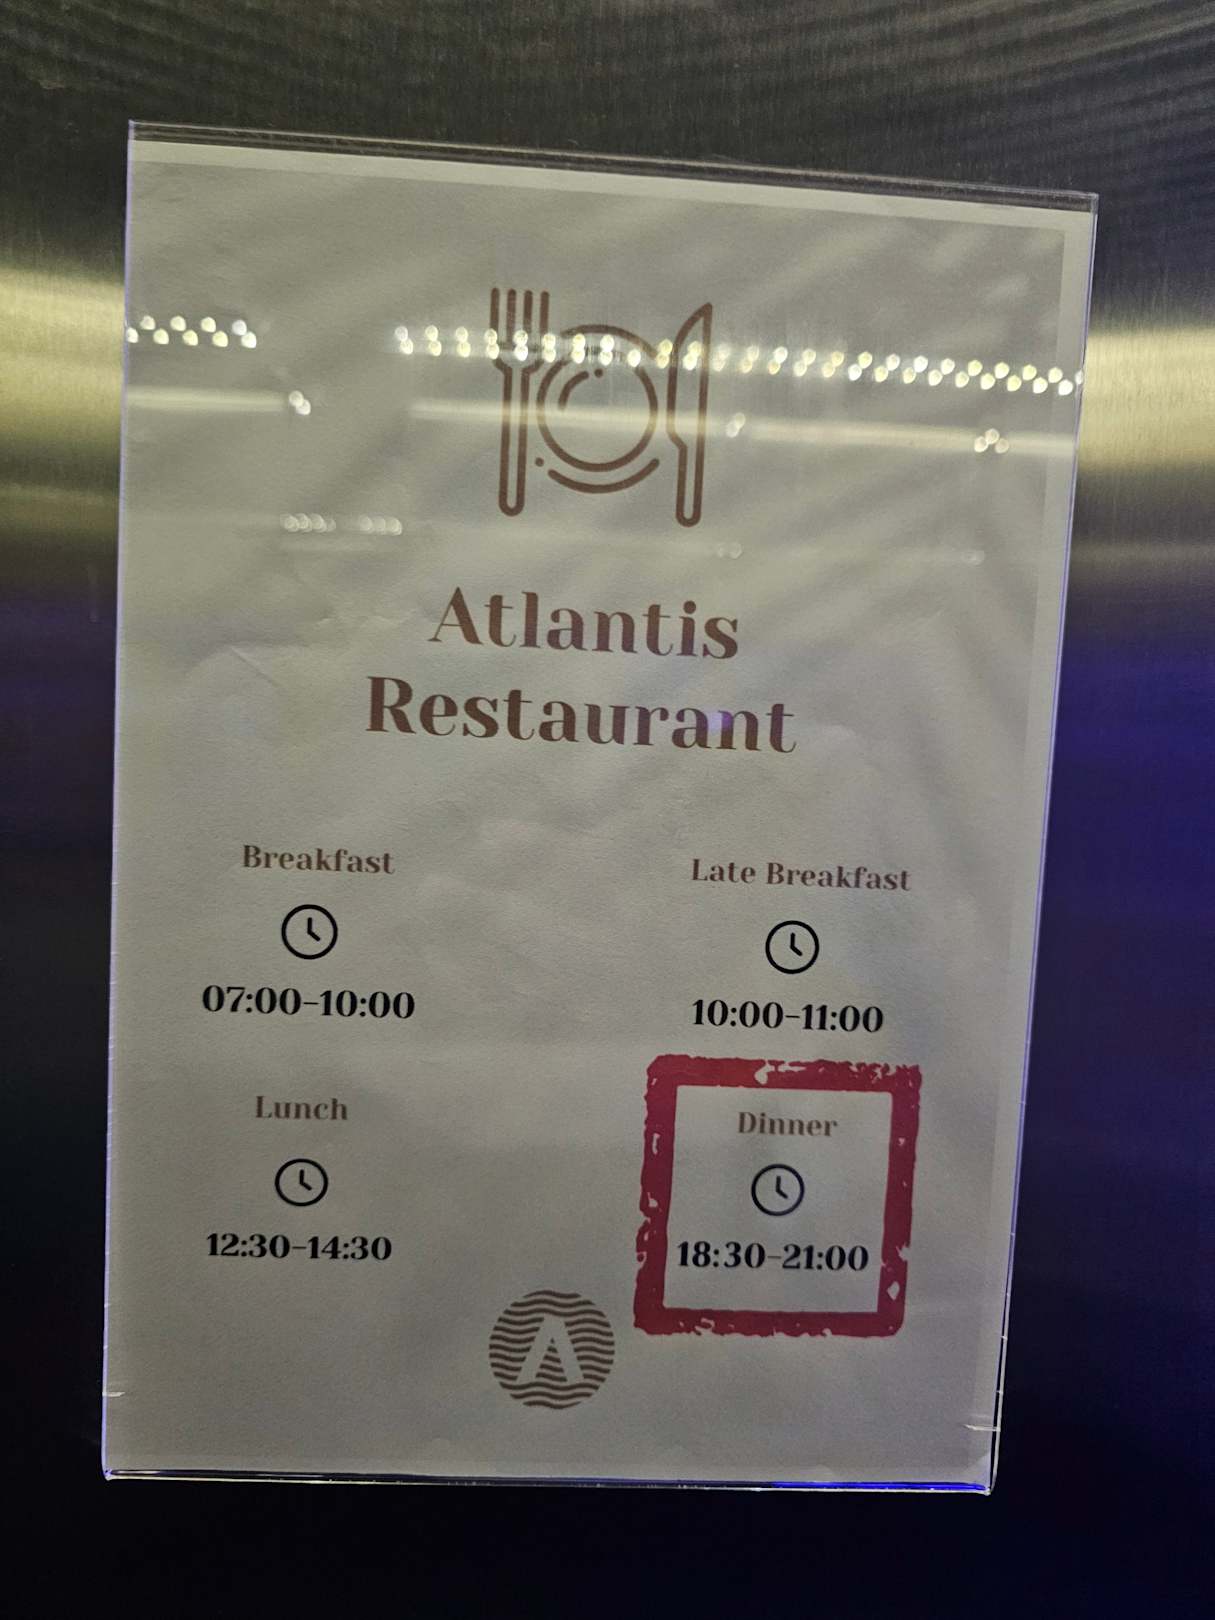 Atlantis
Restaurant
Breakfast
07:00-10:00
Late Breakfast
10:00-11:00
Lunch
12:30-14:30
Dinner
18:30-21:00
A